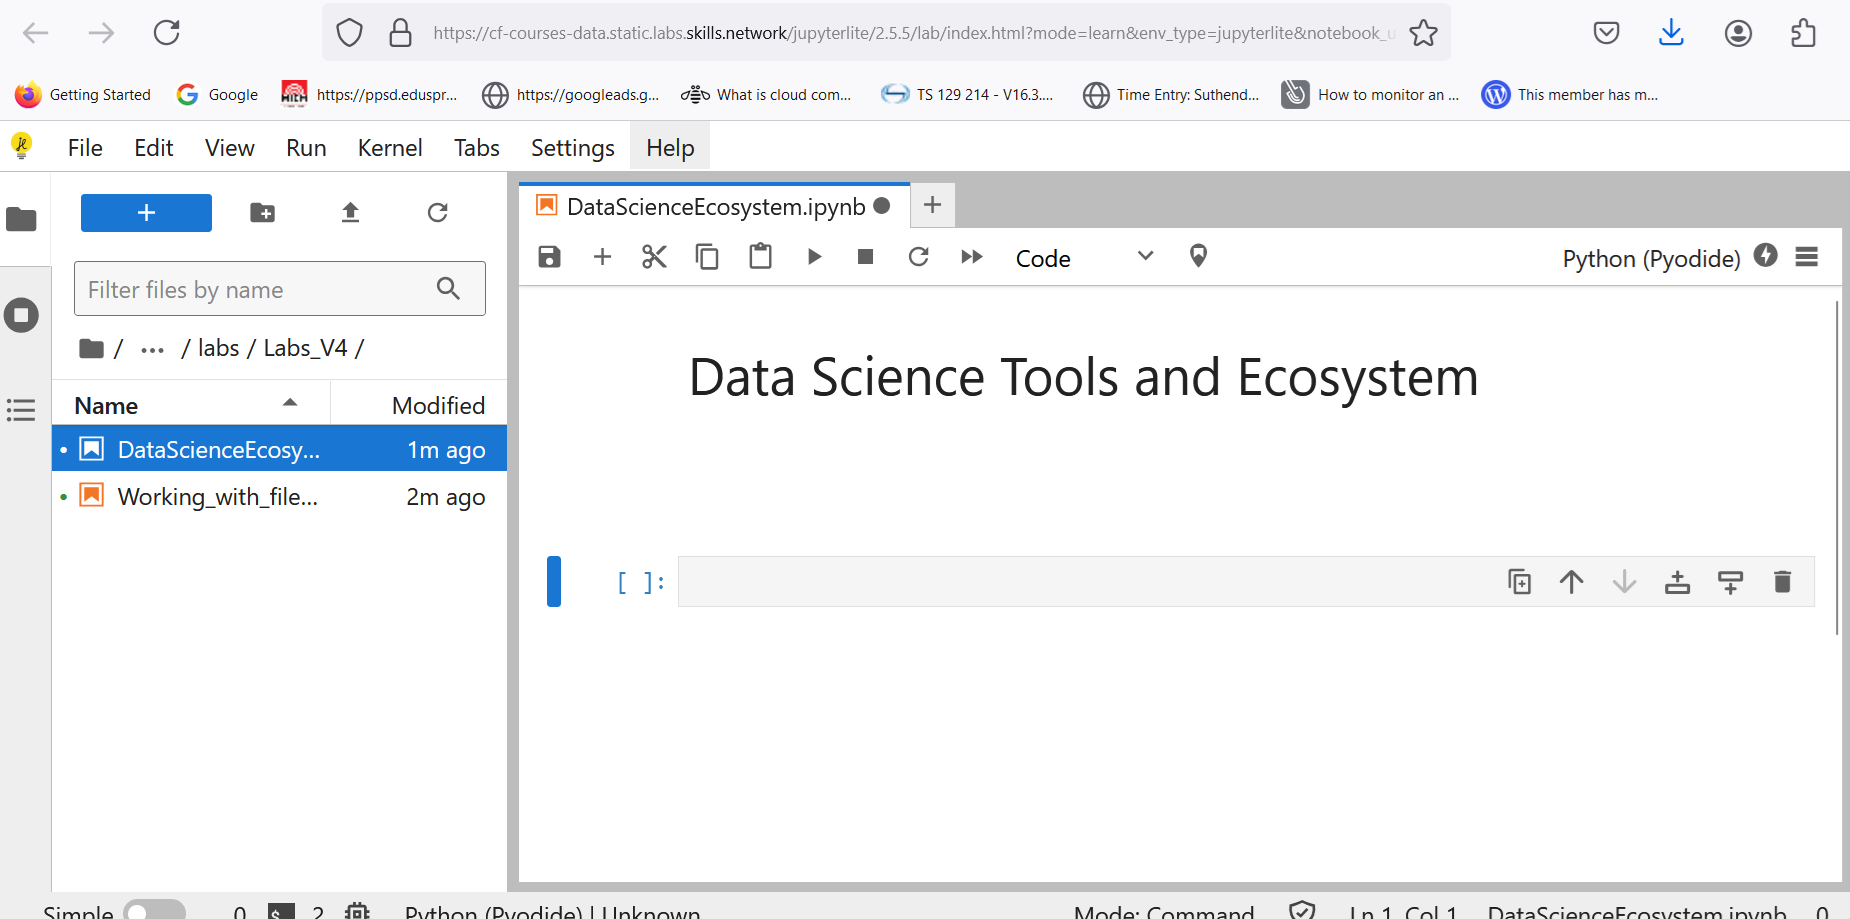 https://cf-courses-data.static.labs.skills.network/jupyterlite/2.5.5/lab/index.html?mode=learn&env_type=jupyterlite&notebook_u
Getting Started Google https://ppsd.eduspr... https://googleads.g... What is cloud com... TS 129 214 - V16.3.... Time Entry: Suthend... How to monitor an ... This member has m...
File Edit View Run Kernel Tabs Settings Help
+
DataScienceEcosystem.ipynb
Code
Python (Pyodide)
Filter files by name
/ ... / labs / Labs_V4 /
Name Modified
DataScienceEcosy... 1m ago
Working_with_file... 2m ago
Data Science Tools and Ecosystem
[ ]:
Simple 0 $_ 2 Python (Pyodide) | Unknown Mode: Command Ln 1, Col 1 DataScienceEcosystem.ipynb 0